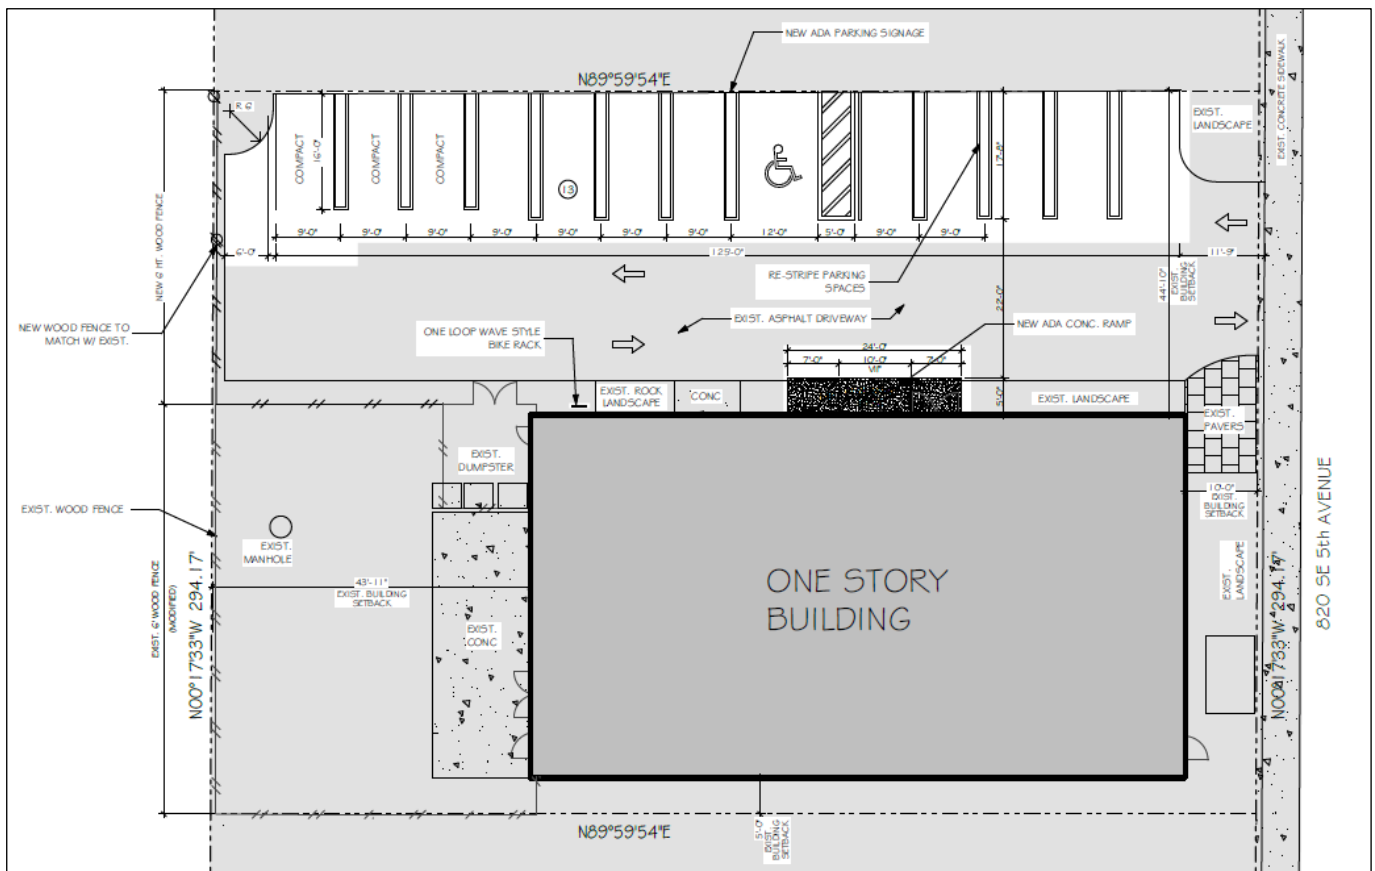 NEW ADA PARKING SIGNAGE
N89°59'54"E
R 6'
COMPACT
16'-0"
COMPACT
COMPACT
13
17'-8"
EXIST.
LANDSCAPE
EXIST. CONCRETE SIDEWALK
9'-0"
9'-0"
9'-0"
9'-0"
9'-0"
9'-0"
9'-0"
12'-0"
5'-0"
9'-0"
9'-0"
6'-0"
125'-0"
11'-9"
NEW 6' HT. WOOD FENCE
RE-STRIPE PARKING
SPACES
22'-0"
44'-10"
EXIST.
BUILDING
SETBACK
NEW WOOD FENCE TO
MATCH W/ EXIST.
ONE LOOP WAVE STYLE
BIKE RACK
EXIST. ASPHALT DRIVEWAY
NEW ADA CONC. RAMP
24'-0"
7'-0"
10'-0"
7'-0"
VIF
EXIST. ROCK
LANDSCAPE
CONC
5'-0"
EXIST. LANDSCAPE
EXIST.
PAVERS
EXIST.
DUMPSTER
10'-0"
EXIST.
BUILDING
SETBACK
EXIST. WOOD FENCE
EXIST.
MANHOLE
43'-11"
EXIST. BUILDING
SETBACK
EXIST.
CONC
ONE STORY
BUILDING
EXIST.
LANDSCAPE
EXIST. 6' WOOD FENCE
(MODIFIED)
N00°17'33"W 294.17'
N00°17'33"W 294.17'
820 SE 5th AVENUE
N89°59'54"E
5'-0"
EXIST
BUILDING
SETBACK